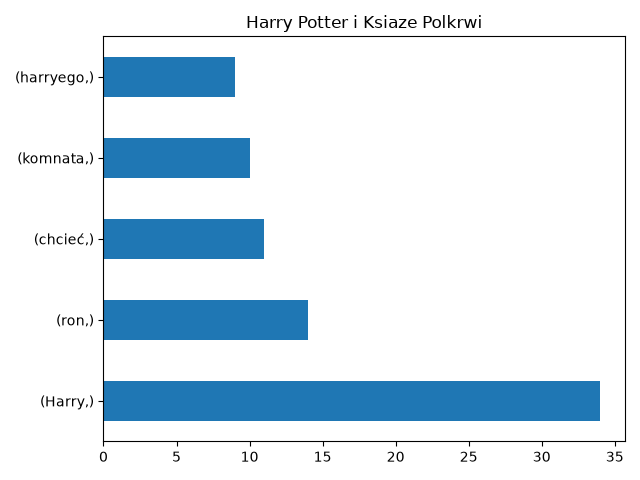 Harry Potter i Ksiaze Polkrwi
(harryego,)
(komnata,)
(chcieć,)
(ron,)
(Harry,)
0 5 10 15 20 25 30 35